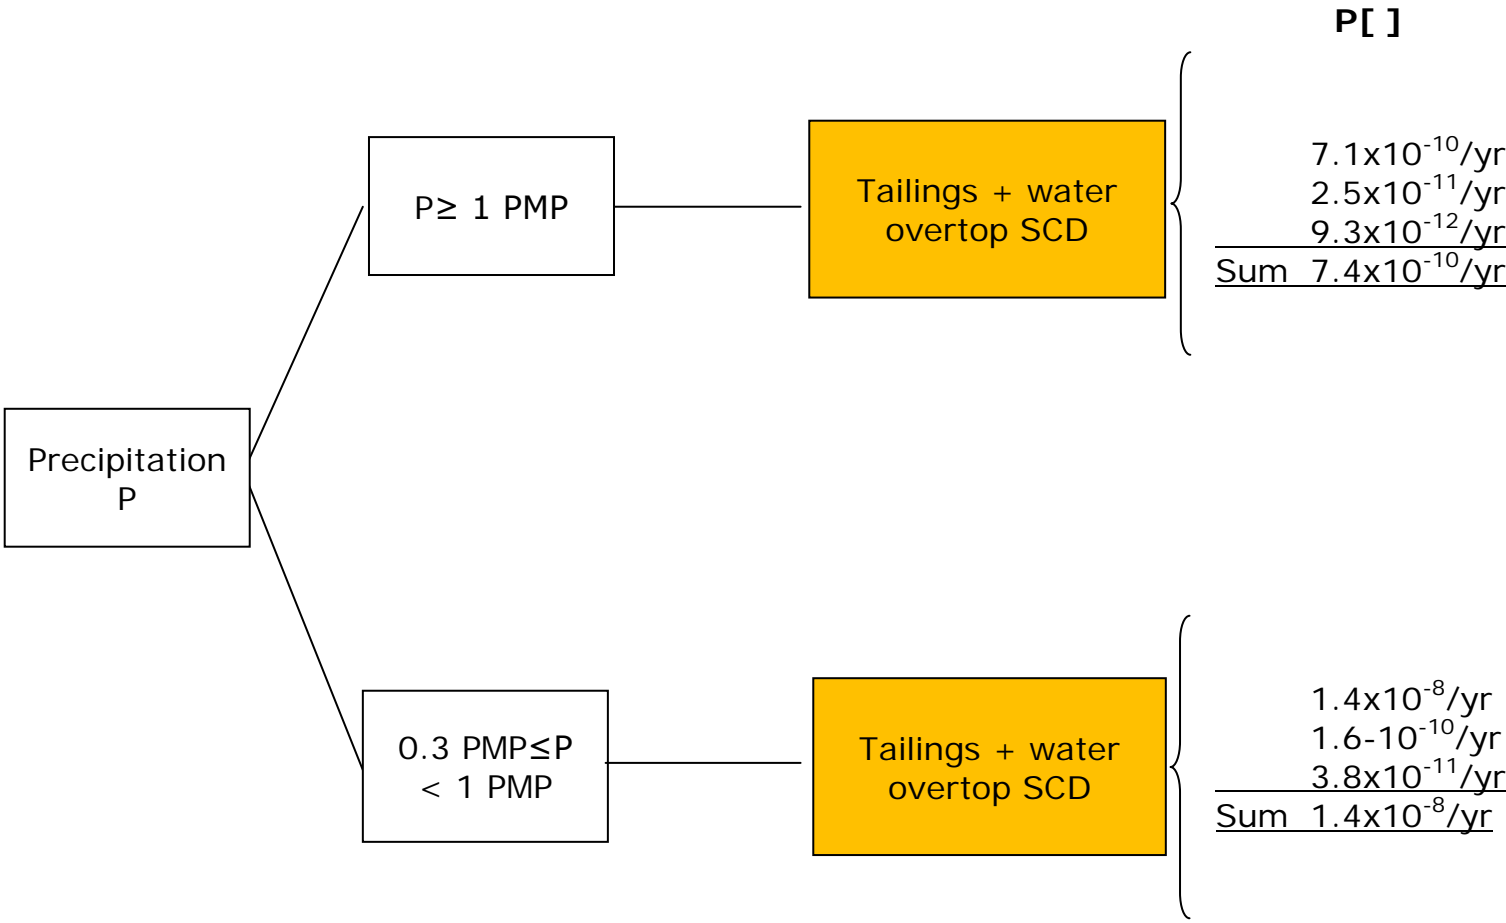 P[ ]
P≥ 1 PMP
Tailings + water
overtop SCD
7.1x10⁻¹⁰/yr
2.5x10⁻¹¹/yr
9.3x10⁻¹²/yr
Sum 7.4x10⁻¹⁰/yr
Precipitation
P
0.3 PMP≤P
< 1 PMP
Tailings + water
overtop SCD
1.4x10⁻⁸/yr
1.6-10⁻¹⁰/yr
3.8x10⁻¹¹/yr
Sum 1.4x10⁻⁸/yr